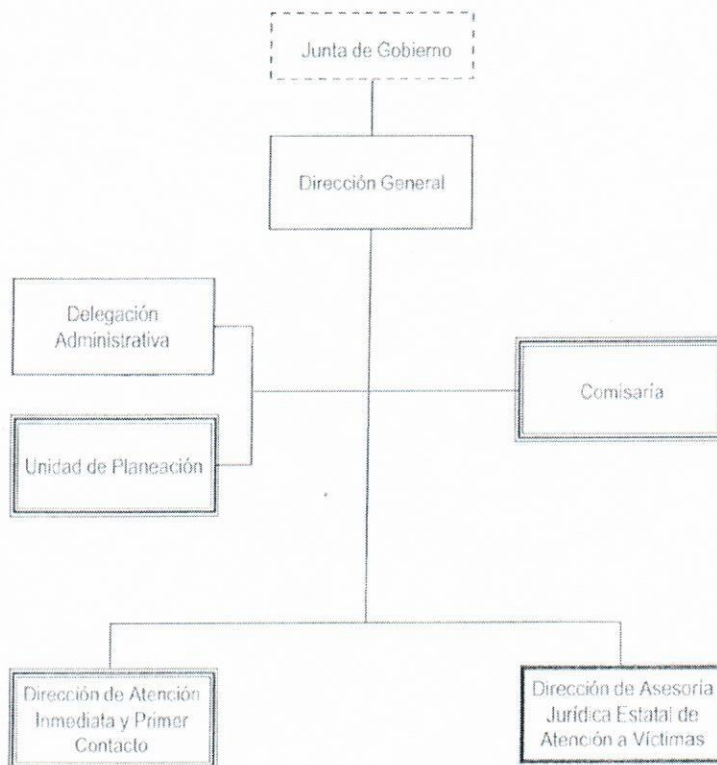 Junta de Gobierno
Dirección General
Delegación
Administrativa
Comisaría
Unidad de Planeación
Dirección de Atención
Inmediata y Primer
Contacto
Dirección de Asesoría
Jurídica Estatal de
Atención a Víctimas